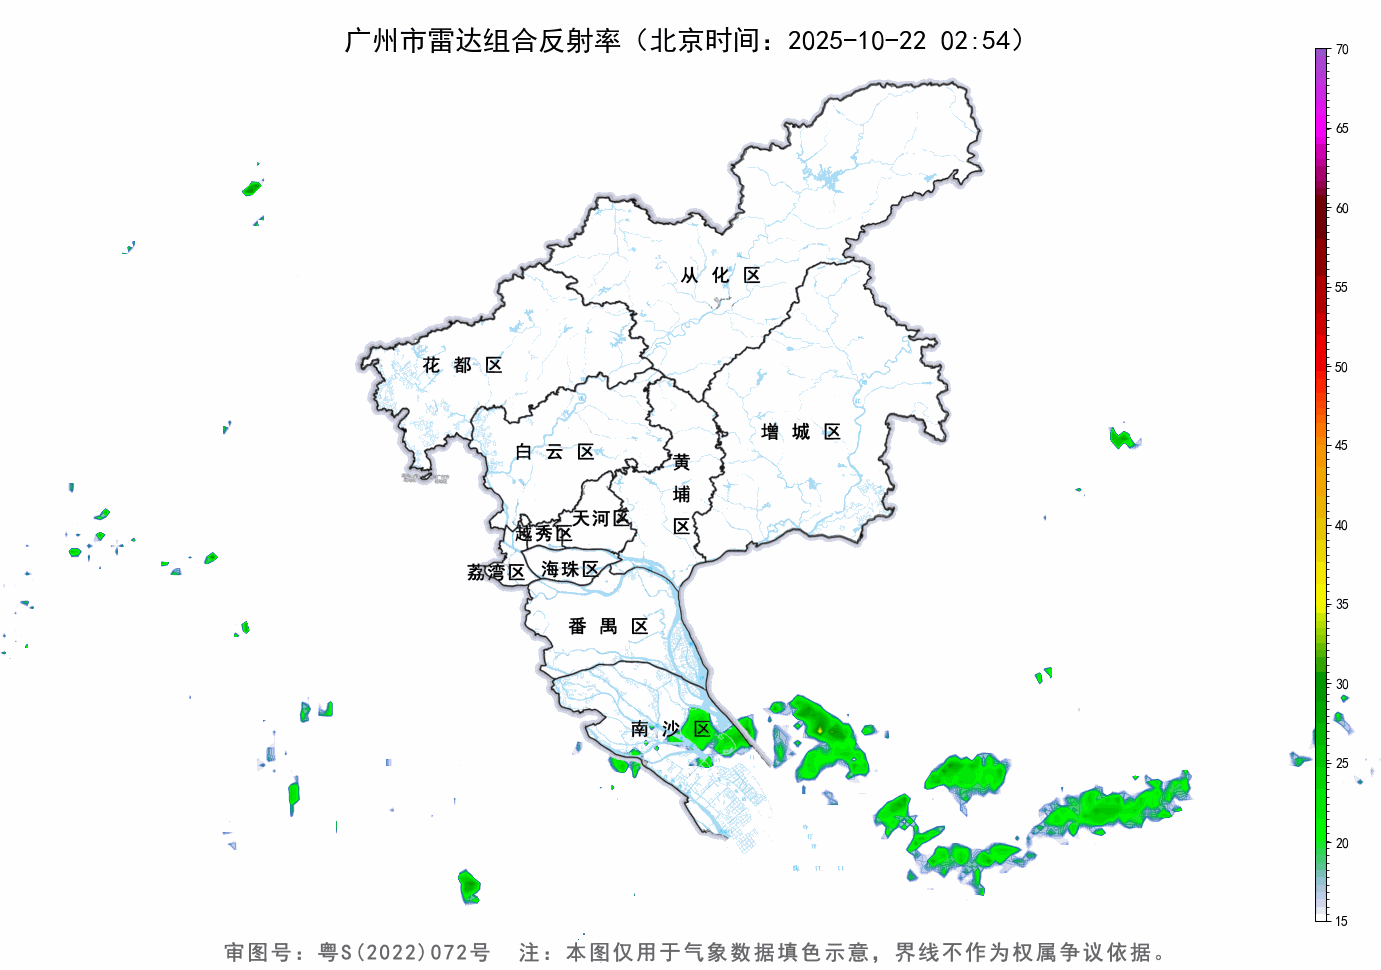 广州市雷达组合反射率（北京时间：2025-10-22 02:54）
70
65
60
55
50
45
40
35
30
25
20
15
从化区
花都区
增城区
白云区
黄埔区
天河区
越秀区
荔湾区
海珠区
番禺区
南沙区
审图号：粤S(2022)072号 注：本图仅用于气象数据填色示意，界线不作为权属争议依据。